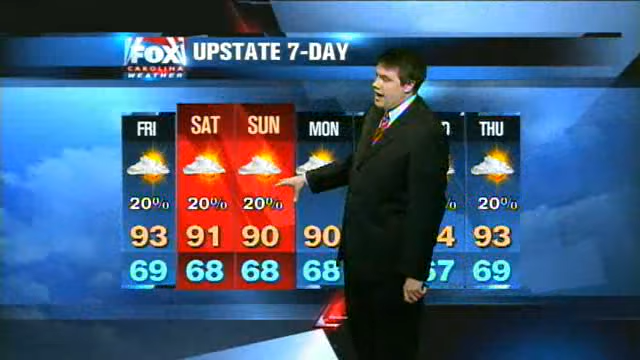 FOX
CAROLINA
WEATHER
UPSTATE 7-DAY
FRI SAT SUN MON THU
20% 20% 20% 20%
93 91 90 90 4 93
69 68 68 68 67 69